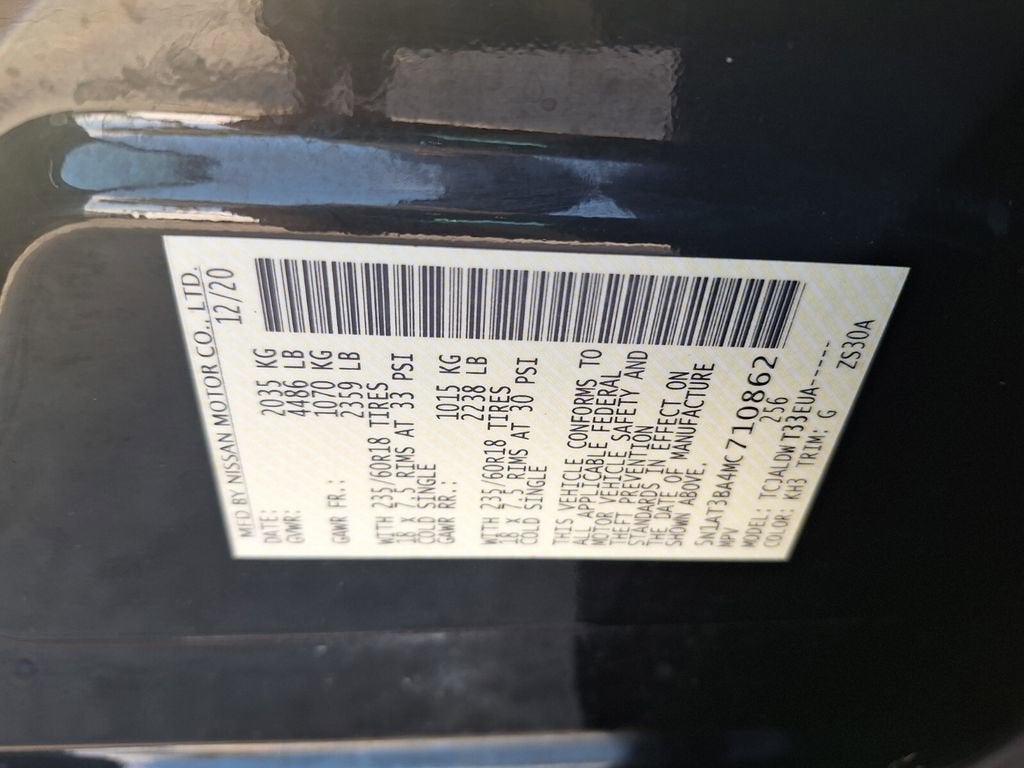 MFD BY NISSAN MOTOR CO., LTD.
DATE: 12/20
GVWR: 2035 KG
4486 LB
GAWR FR.: 1070 KG
2359 LB
WITH 235/60R18 TIRES
18 x 7.5 RIMS AT 33 PSI
COLD SINGLE
GAWR RR.: 1015 KG
2238 LB
WITH 235/60R18 TIRES
18 x 7.5 RIMS AT 30 PSI
COLD SINGLE
THIS VEHICLE CONFORMS TO
ALL APPLICABLE FEDERAL
MOTOR VEHICLE SAFETY AND
THEFT PREVENTION
STANDARDS IN EFFECT ON
THE DATE OF MANUFACTURE
SHOWN ABOVE.
5N1AT3BA4MC710862
MPV 256
MODEL: TCJALDWT33EUA------
COLOR: KH3 TRIM: G
ZS30A